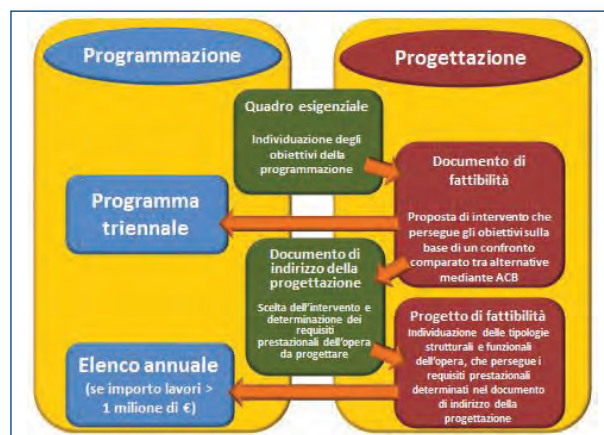 Programmazione
Progettazione
Quadro esigenziale
Individuazione degli
obiettivi della
programmazione
Documento di
fattibilità
Proposta di intervento che
persegue gli obiettivi sulla
base di un confronto
comparato tra alternative
mediante ACB
Programma
triennale
Documento di
indirizzo della
progettazione
Scelta dell'intervento e
determinazione dei
requisiti
prestazionali dell'opera
da progettare
Progetto di fattibilità
Individuazione delle tipologie
strutturali e funzionali
dell'opera, che persegue i
requisiti prestazionali
determinati nel documento
di indirizzo della
progettazione
Elenco annuale
(se importo lavori >
1 milione di €)